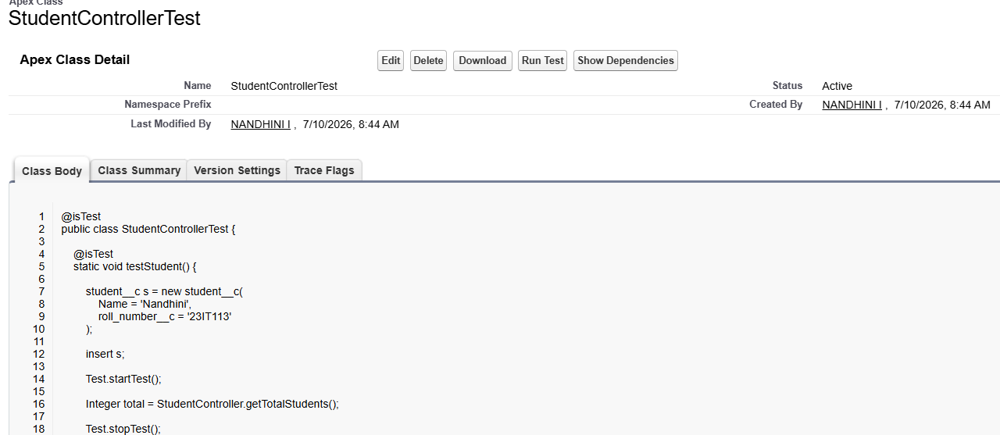 Apex Class
StudentControllerTest
Apex Class Detail
Edit Delete Download Run Test Show Dependencies
Name StudentControllerTest Status Active
Namespace Prefix Created By NANDHINI I , 7/10/2026, 8:44 AM
Last Modified By NANDHINI I , 7/10/2026, 8:44 AM
Class Body Class Summary Version Settings Trace Flags
1 @isTest
2 public class StudentControllerTest {
3
4 @isTest
5 static void testStudent() {
6
7 student__c s = new student__c(
8 Name = 'Nandhini',
9 roll_number__c = '23IT113'
10 );
11
12 insert s;
13
14 Test.startTest();
15
16 Integer total = StudentController.getTotalStudents();
17
18 Test.stopTest();